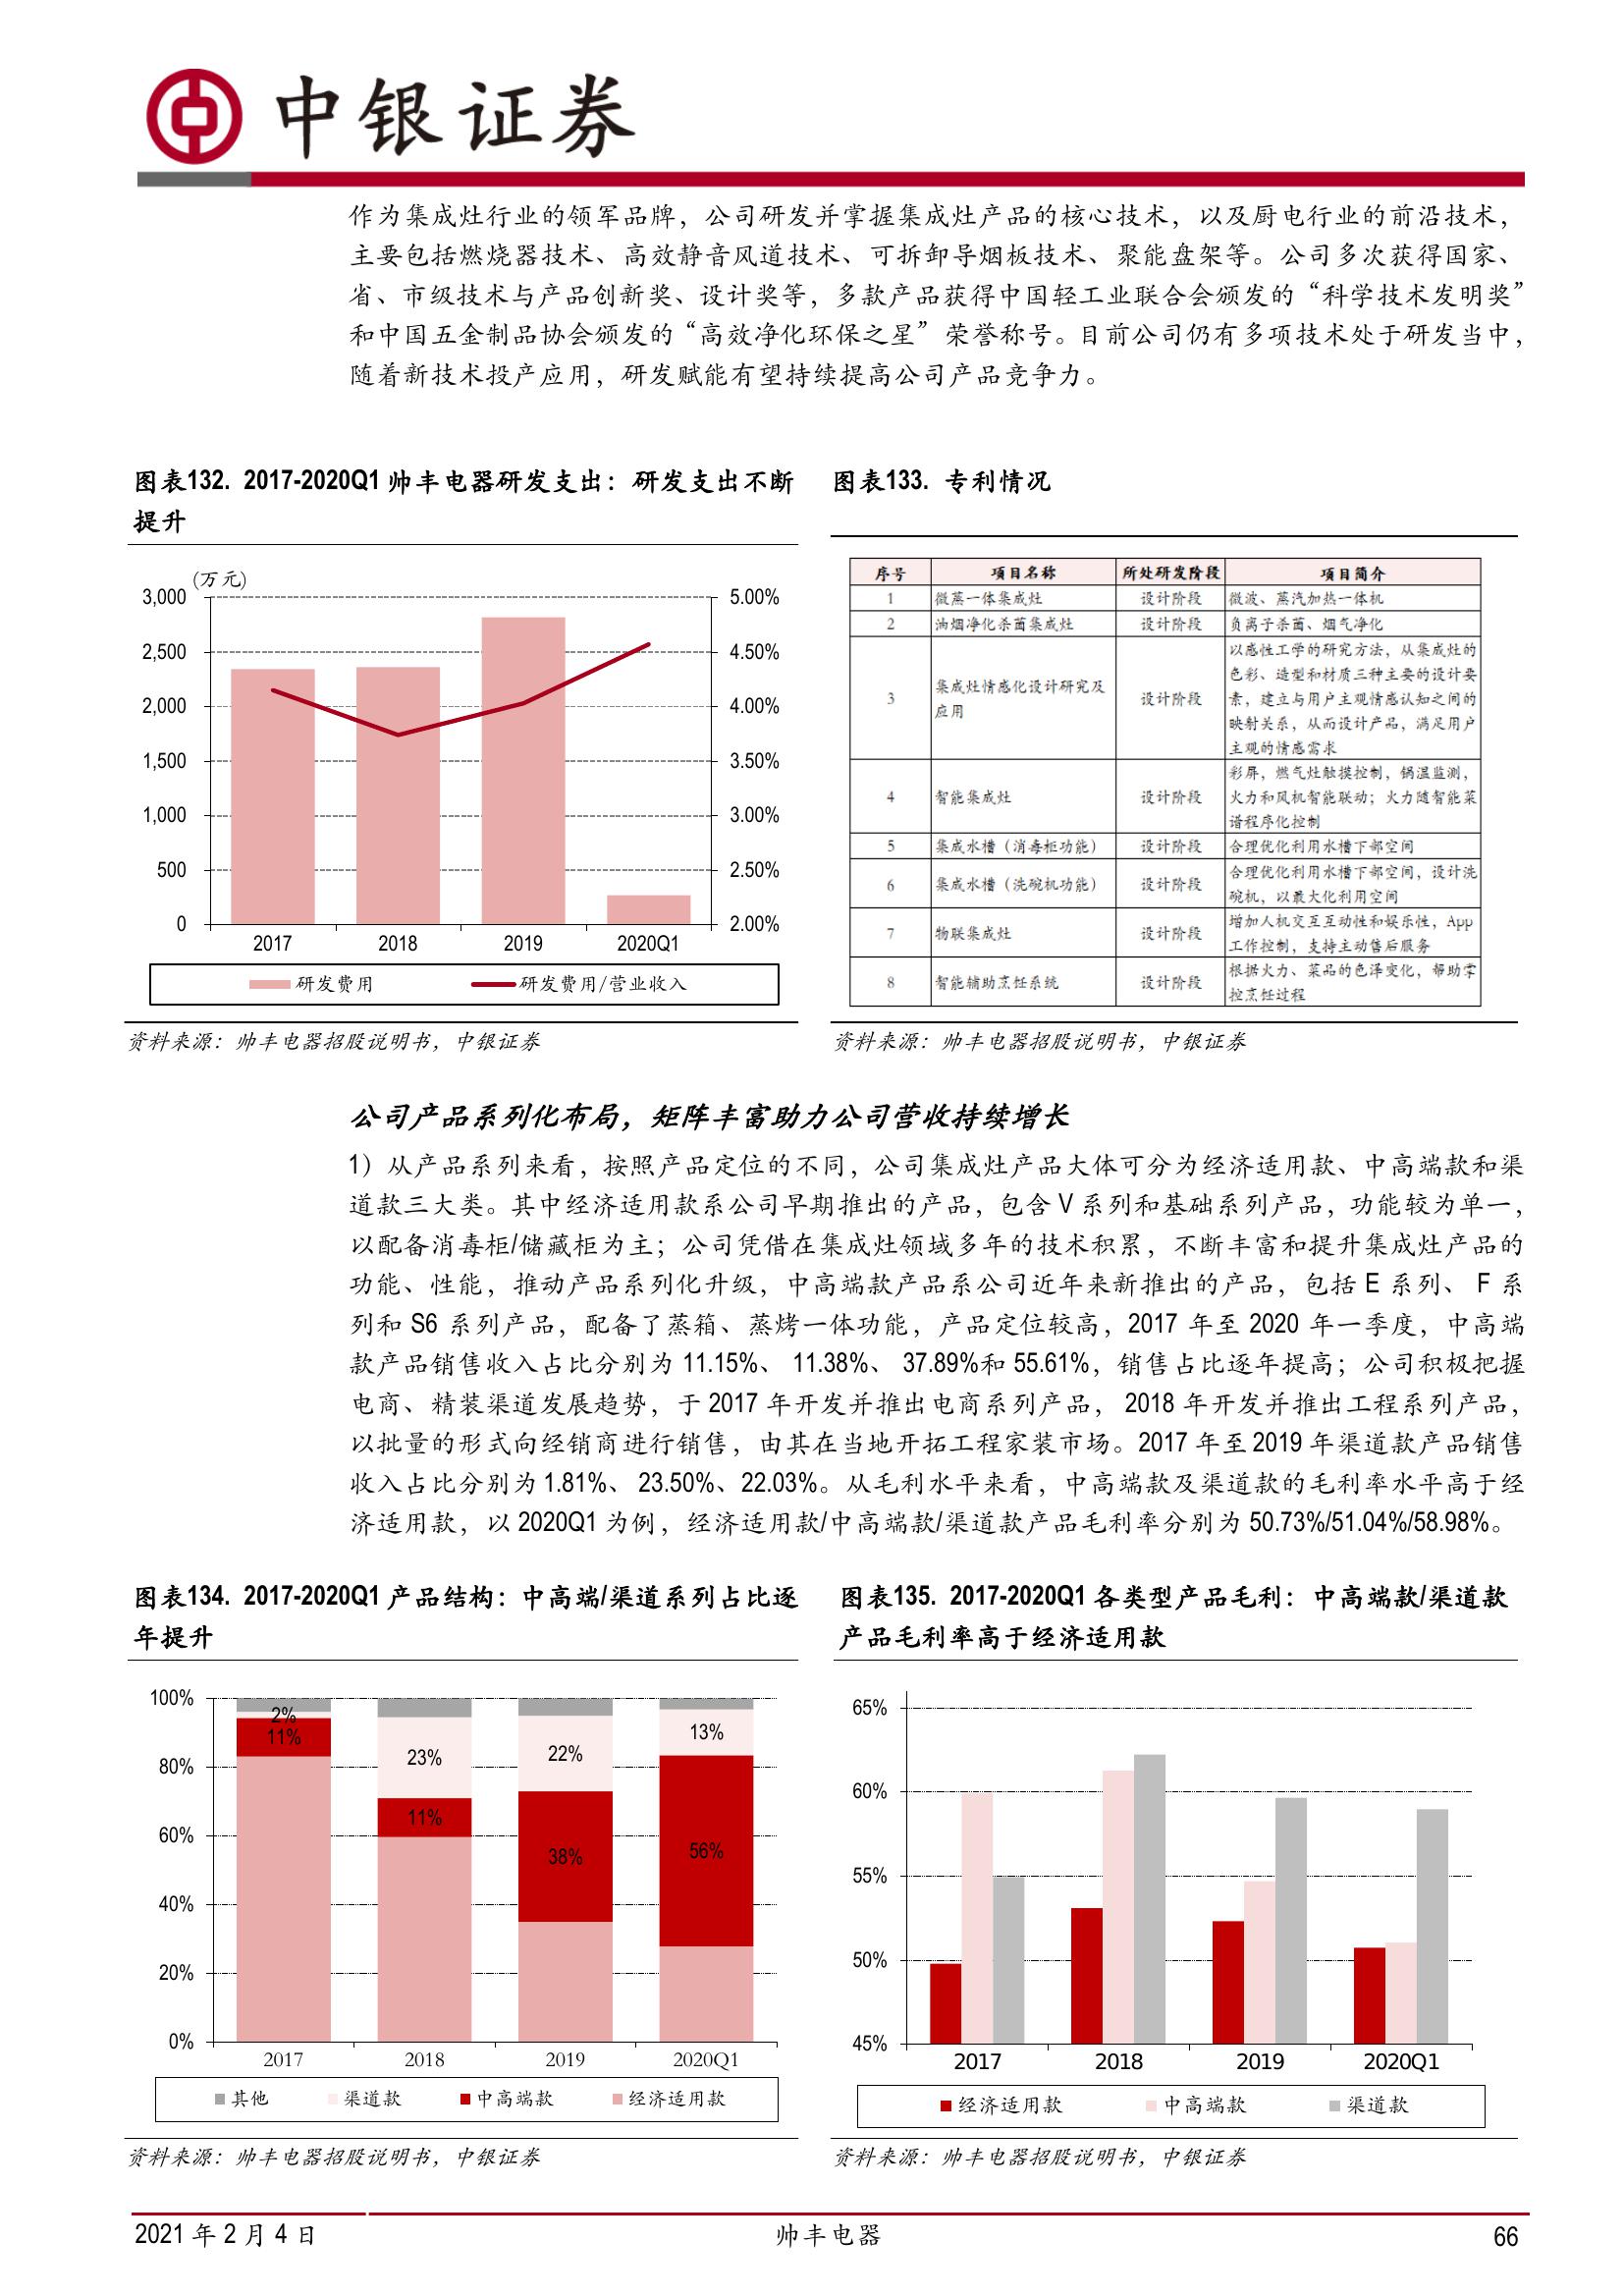 中银证券
作为集成灶行业的领军品牌，公司研发并掌握集成灶产品的核心技术，以及厨电行业的前沿技术，
主要包括燃烧器技术、高效静音风道技术、可拆卸导烟板技术、聚能盘架等。公司多次获得国家、
省、市级技术与产品创新奖、设计奖等，多款产品获得中国轻工业联合会颁发的“科学技术发明奖”
和中国五金制品协会颁发的“高效净化环保之星”荣誉称号。目前公司仍有多项技术处于研发当中，
随着新技术投产应用，研发赋能有望持续提高公司产品竞争力。
图表132. 2017-2020Q1 帅丰电器研发支出：研发支出不断
提升
(万元)
3,000
2,500
2,000
1,500
1,000
500
0
5.00%
4.50%
4.00%
3.50%
3.00%
2.50%
2.00%
2017 2018 2019 2020Q1
研发费用 研发费用/营业收入
资料来源：帅丰电器招股说明书，中银证券
图表133. 专利情况
序号 项目名称 所处研发阶段 项目简介
1 微蒸一体集成灶 设计阶段 微波、蒸汽加热一体机
2 油烟净化杀菌集成灶 设计阶段 负离子杀菌、烟气净化
3 集成灶情感化设计研究及
应用 设计阶段 以感性工学的研究方法，从集成灶的
色彩、造型和材质三种主要的设计要
素，建立与用户主观情感认知之间的
映射关系，从而设计产品，满足用户
主观的情感需求
4 智能集成灶 设计阶段 彩屏，燃气灶触摸控制，锅温监测，
火力和风机智能联动；火力随智能菜
谱程序化控制
5 集成水槽（消毒柜功能） 设计阶段 合理优化利用水槽下部空间
6 集成水槽（洗碗机功能） 设计阶段 合理优化利用水槽下部空间，设计洗
碗机，以最大化利用空间
7 物联集成灶 设计阶段 增加人机交互互动性和娱乐性，App
工作控制，支持主动售后服务
8 智能辅助烹饪系统 设计阶段 根据火力、菜品的色泽变化，帮助掌
控烹饪过程
资料来源：帅丰电器招股说明书，中银证券
公司产品系列化布局，矩阵丰富助力公司营收持续增长
1）从产品系列来看，按照产品定位的不同，公司集成灶产品大体可分为经济适用款、中高端款和渠
道款三大类。其中经济适用款系公司早期推出的产品，包含 V 系列和基础系列产品，功能较为单一，
以配备消毒柜/储藏柜为主；公司凭借在集成灶领域多年的技术积累，不断丰富和提升集成灶产品的
功能、性能，推动产品系列化升级，中高端款产品系公司近年来新推出的产品，包括 E 系列、 F 系
列和 S6 系列产品，配备了蒸箱、蒸烤一体功能，产品定位较高，2017 年至 2020 年一季度，中高端
款产品销售收入占比分别为 11.15%、 11.38%、 37.89%和 55.61%，销售占比逐年提高；公司积极把握
电商、精装渠道发展趋势，于 2017 年开发并推出电商系列产品， 2018 年开发并推出工程系列产品，
以批量的形式向经销商进行销售，由其在当地开拓工程家装市场。2017 年至 2019 年渠道款产品销售
收入占比分别为 1.81%、 23.50%、22.03%。从毛利水平来看，中高端款及渠道款的毛利率水平高于经
济适用款，以 2020Q1 为例，经济适用款/中高端款/渠道款产品毛利率分别为 50.73%/51.04%/58.98%。
图表134. 2017-2020Q1 产品结构：中高端/渠道系列占比逐
年提升
100%
80%
60%
40%
20%
0%
2%
11%
23%
11%
22%
38%
13%
56%
2017 2018 2019 2020Q1
其他 渠道款 中高端款 经济适用款
资料来源：帅丰电器招股说明书，中银证券
图表135. 2017-2020Q1 各类型产品毛利：中高端款/渠道款
产品毛利率高于经济适用款
65%
60%
55%
50%
45%
2017 2018 2019 2020Q1
经济适用款 中高端款 渠道款
资料来源：帅丰电器招股说明书，中银证券
2021 年 2 月 4 日 帅丰电器 66